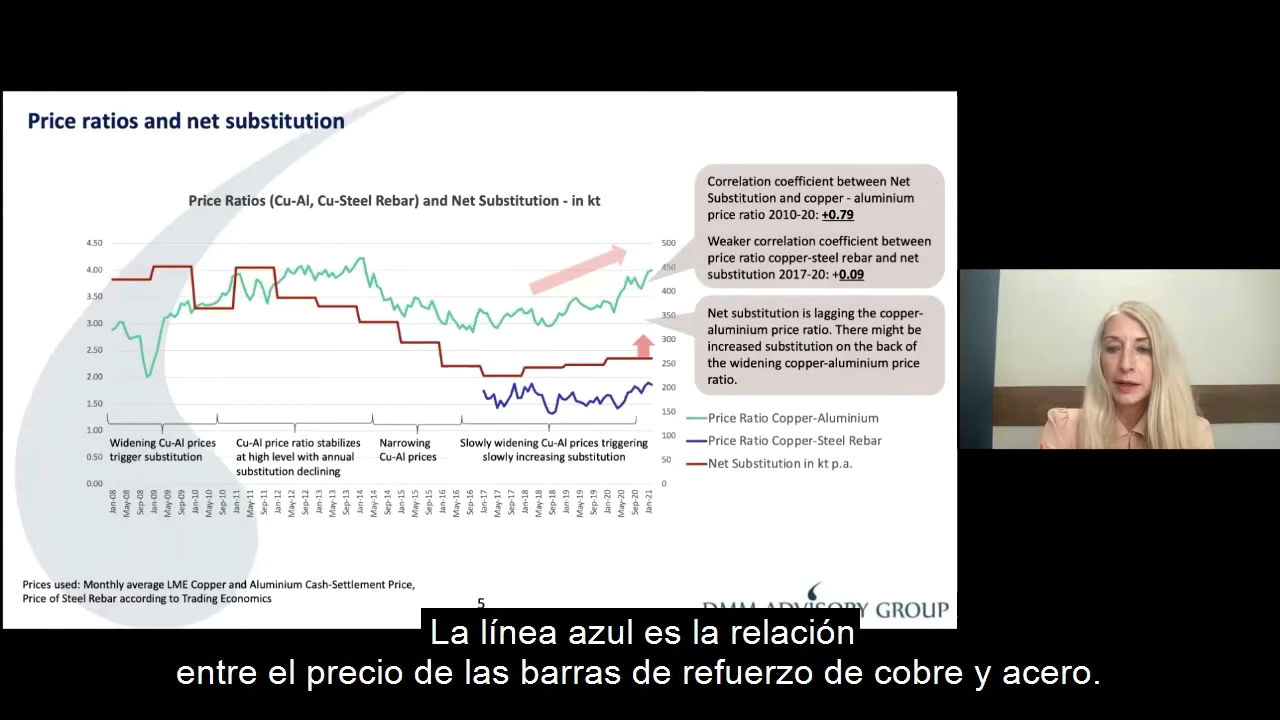 Price ratios and net substitution
Price Ratios (Cu-Al, Cu-Steel Rebar) and Net Substitution - in kt
4.50
4.00
3.50
3.00
2.50
2.00
1.50
1.00
0.50
0.00
500
450
400
350
300
250
200
150
100
50
0
Widening Cu-Al prices
trigger substitution
Cu-Al price ratio stabilizes
at high level with annual
substitution declining
Narrowing
Cu-Al prices
Slowly widening Cu-Al prices triggering
slowly increasing substitution
Jan-08
May-08
Sep-08
Jan-09
May-09
Sep-09
Jan-10
May-10
Sep-10
Jan-11
May-11
Sep-11
Jan-12
May-12
Sep-12
Jan-13
May-13
Sep-13
Jan-14
May-14
Sep-14
Jan-15
May-15
Sep-15
Jan-16
May-16
Sep-16
Jan-17
May-17
Sep-17
Jan-18
May-18
Sep-18
Jan-19
May-19
Sep-19
Jan-20
May-20
Sep-20
Jan-21
Correlation coefficient between Net
Substitution and copper - aluminium
price ratio 2010-20: +0.79
Weaker correlation coefficient between
price ratio copper-steel rebar and net
substitution 2017-20: +0.09
Net substitution is lagging the copper-
aluminium price ratio. There might be
increased substitution on the back of
the widening copper-aluminium price
ratio.
Price Ratio Copper-Aluminium
Price Ratio Copper-Steel Rebar
Net Substitution in kt p.a.
Prices used: Monthly average LME Copper and Aluminium Cash-Settlement Price,
Price of Steel Rebar according to Trading Economics
5
DMM ADVISORY GROUP
La línea azul es la relación
entre el precio de las barras de refuerzo de cobre y acero.